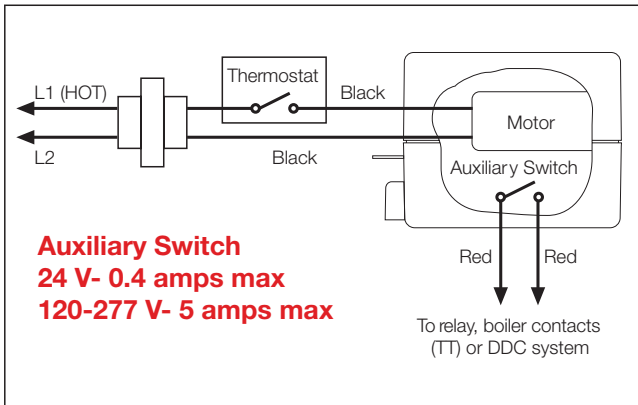 L1 (HOT)
Thermostat
Black
Motor
L2
Black
Auxiliary Switch
Red
Red
Auxiliary Switch
24 V- 0.4 amps max
120-277 V- 5 amps max
To relay, boiler contacts
(TT) or DDC system